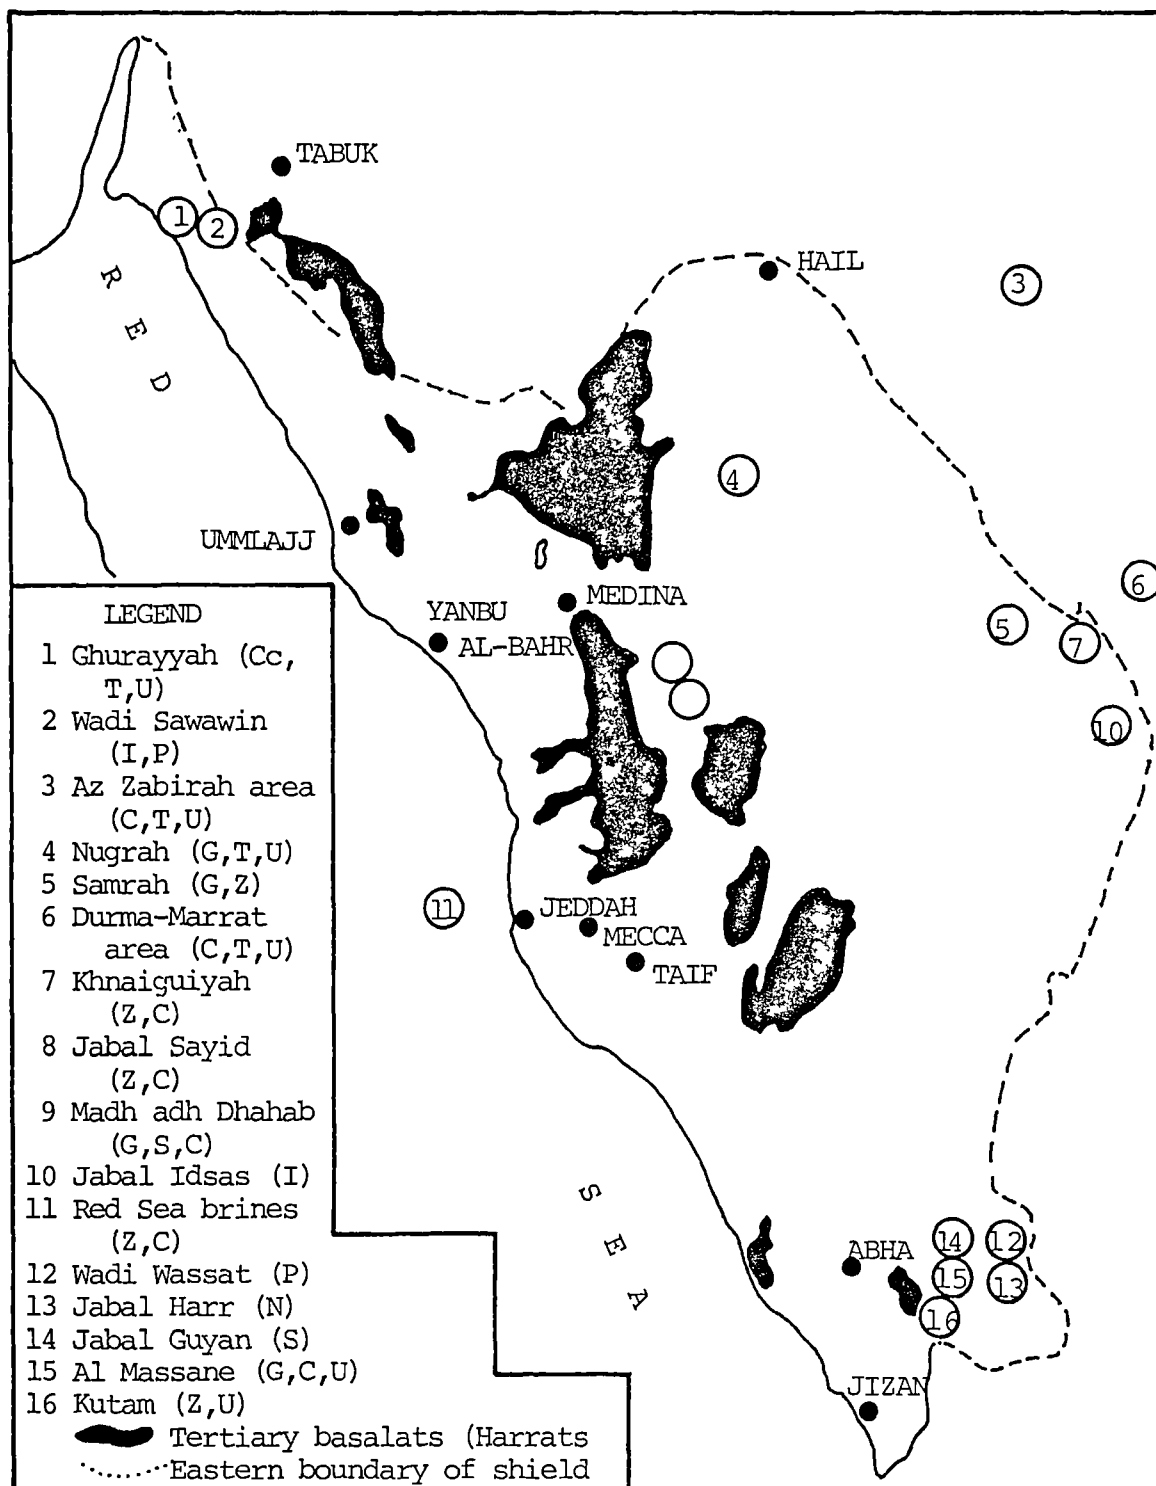 TABUK
1
2
HAIL
3
R
E
D
4
UMMLAJJ
MEDINA
YANBU
AL-BAHR
6
5
7
10
11
JEDDAH
MECCA
TAIF
S
E
A
ABHA
14
12
15
13
16
JIZAN
LEGEND
1 Ghurayyah (Cc,
T,U)
2 Wadi Sawawin
(I,P)
3 Az Zabirah area
(C,T,U)
4 Nugrah (G,T,U)
5 Samrah (G,Z)
6 Durma-Marrat
area (C,T,U)
7 Khnaiguiyah
(Z,C)
8 Jabal Sayid
(Z,C)
9 Madh adh Dhahab
(G,S,C)
10 Jabal Idsas (I)
11 Red Sea brines
(Z,C)
12 Wadi Wassat (P)
13 Jabal Harr (N)
14 Jabal Guyan (S)
15 Al Massane (G,C,U)
16 Kutam (Z,U)
Tertiary basalats (Harrats
Eastern boundary of shield